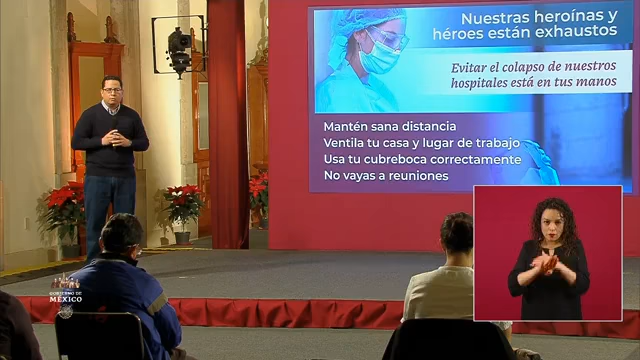 Nuestras heroínas y
héroes están exhaustos
Evitar el colapso de nuestros
hospitales está en tus manos
Mantén sana distancia
Ventila tu casa y lugar de trabajo
Usa tu cubreboca correctamente
No vayas a reuniones
GOBIERNO DE
MÉXICO